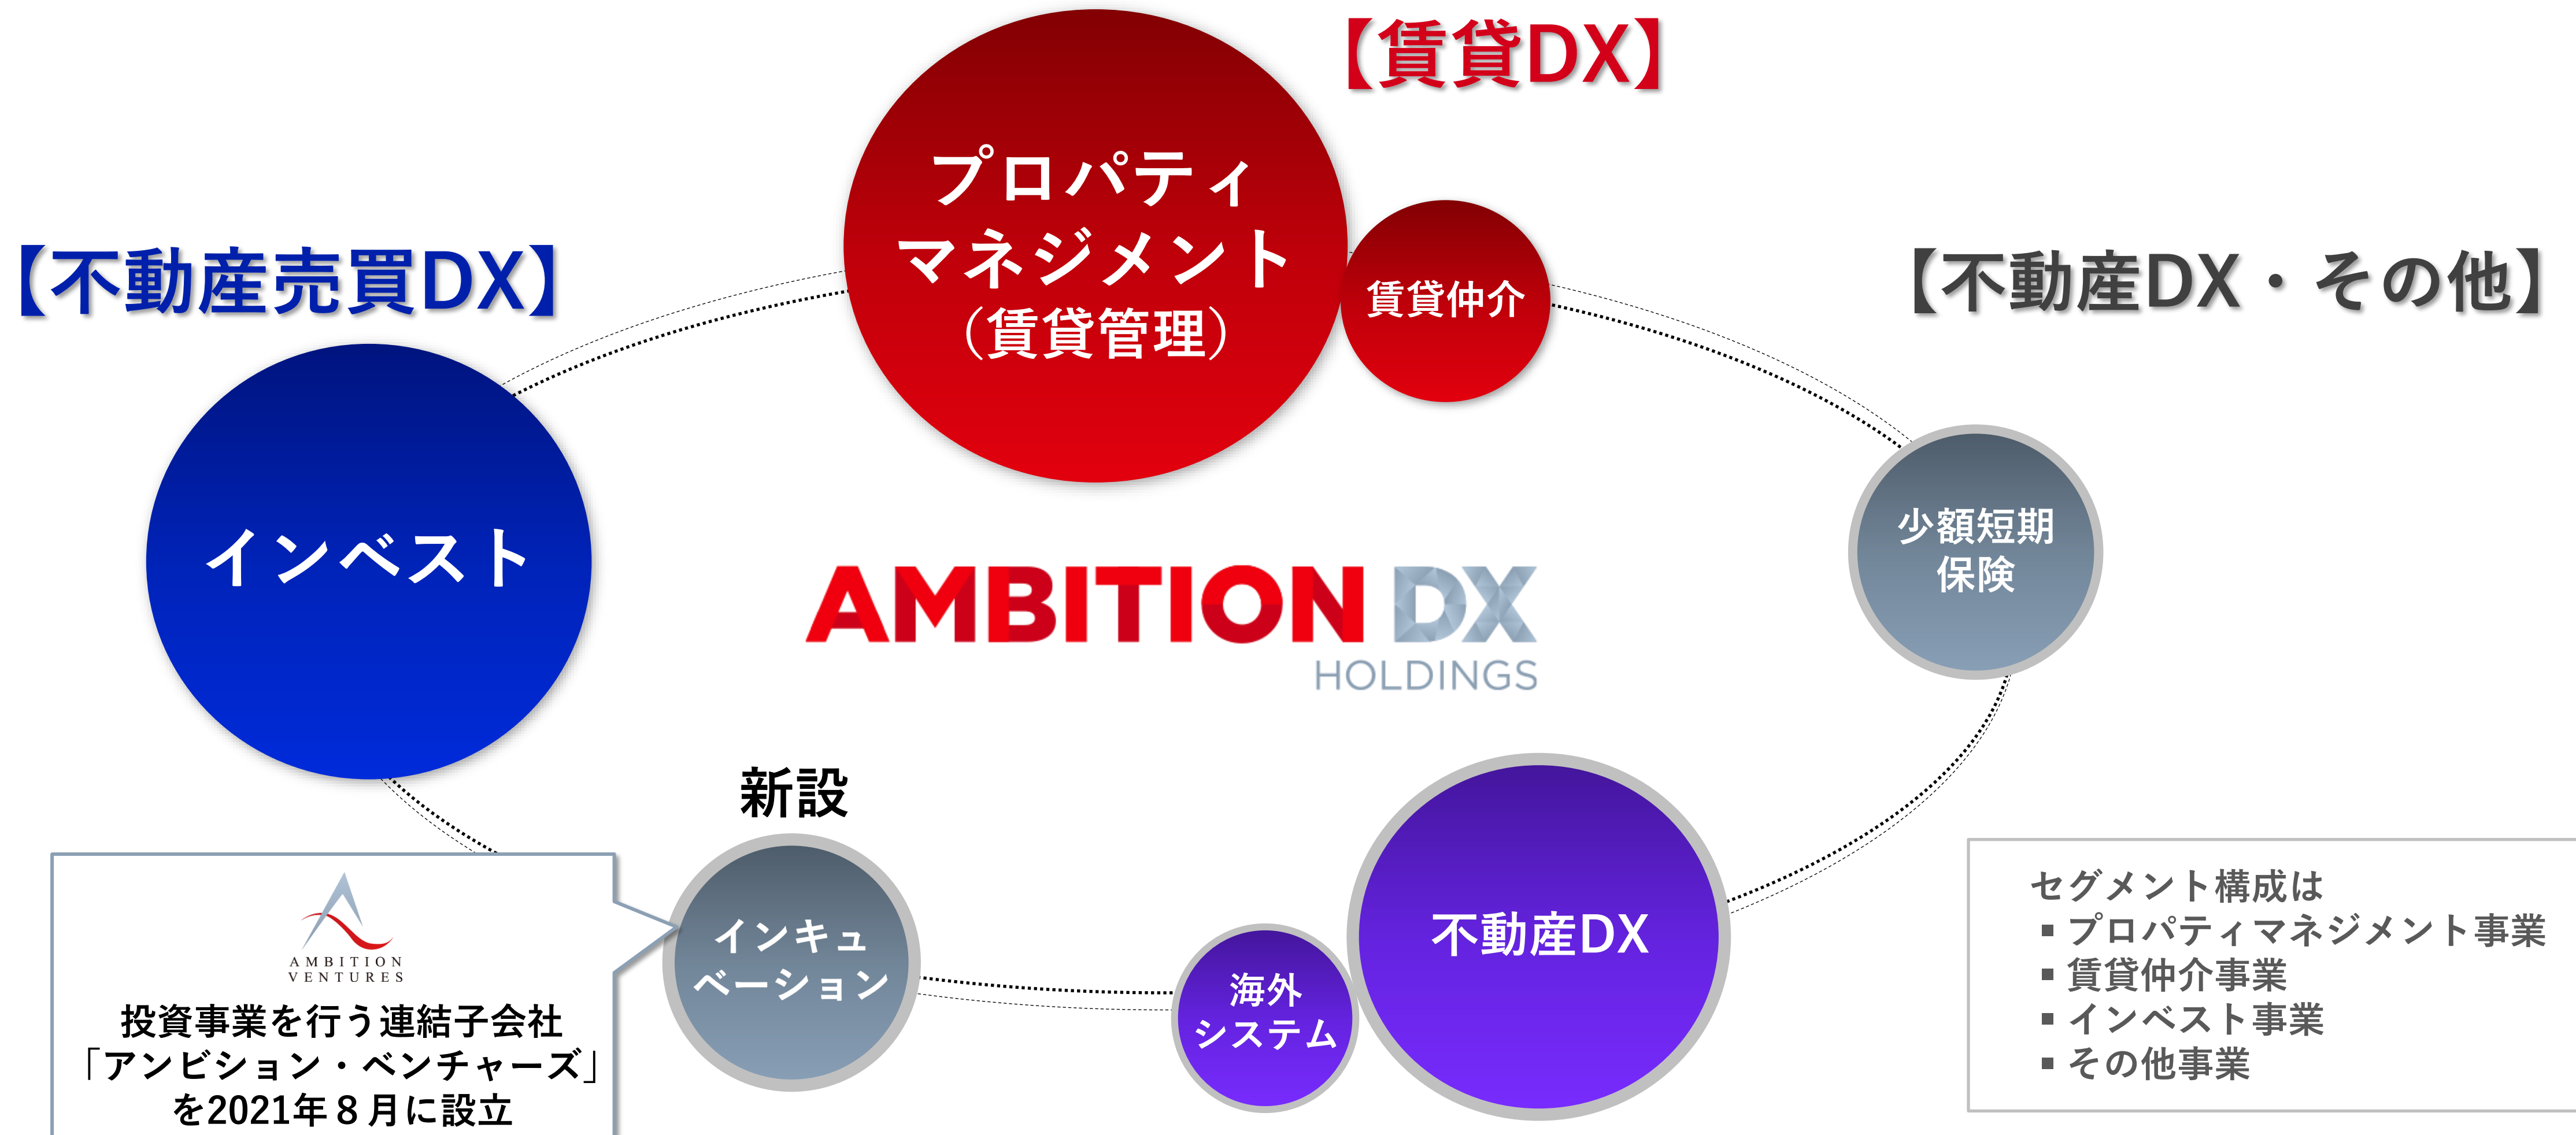 【賃貸DX】
プロパティ
マネジメント
（賃貸管理）
賃貸仲介
【不動産売買DX】
インベスト
【不動産DX・その他】
少額短期
保険
AMBITION DX
HOLDINGS
新設
インキュ
ベーション
海外
システム
不動産DX
AMBITION
VENTURES
投資事業を行う連結子会社
「アンビション・ベンチャーズ」
を2021年８月に設立
セグメント構成は
▪ プロパティマネジメント事業
▪ 賃貸仲介事業
▪ インベスト事業
▪ その他事業